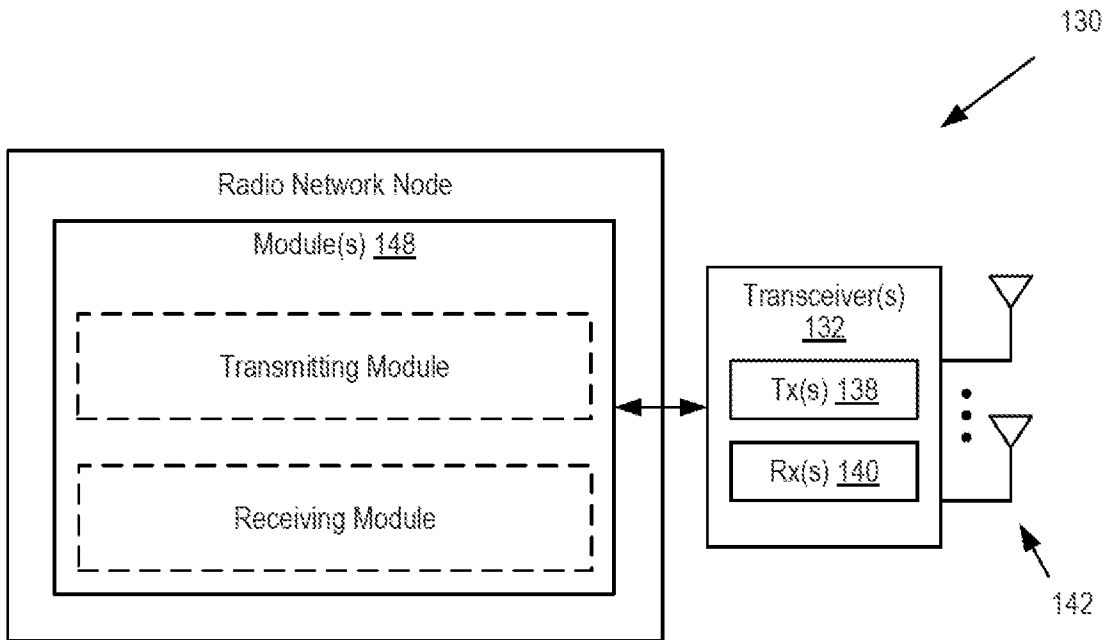 130
Radio Network Node
Module(s) 148
Transmitting Module
Receiving Module
Transceiver(s)
132
Tx(s) 138
Rx(s) 140
142